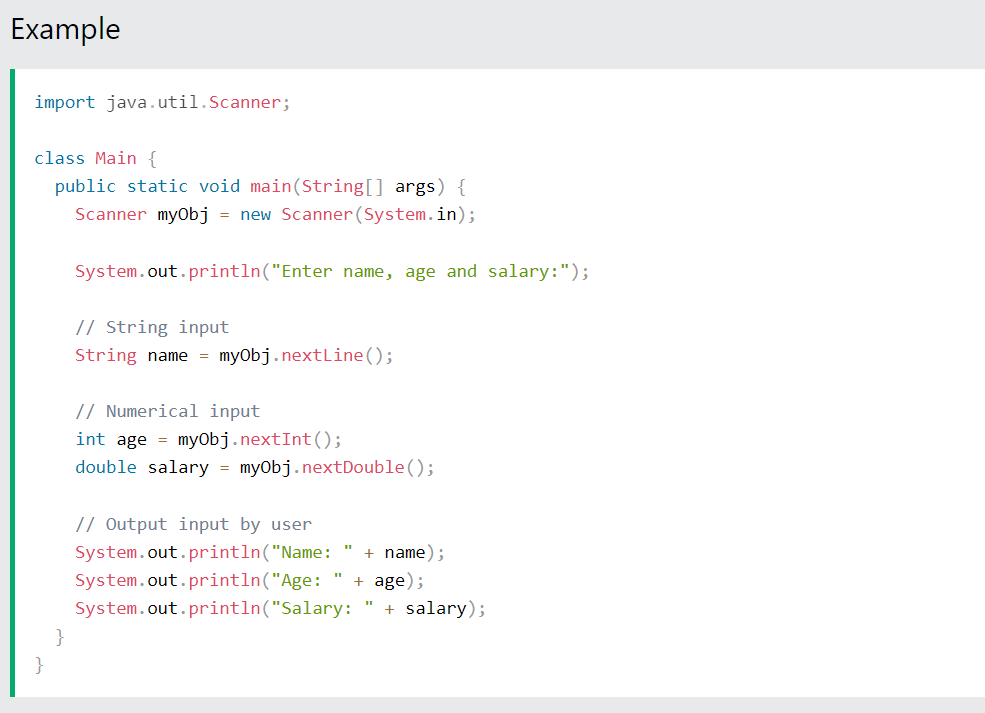 Example
import java.util.Scanner;
class Main {
public static void main(String[] args) {
Scanner myObj = new Scanner(System.in);
System.out.println("Enter name, age and salary:");
// String input
String name = myObj.nextLine();
// Numerical input
int age = myObj.nextInt();
double salary = myObj.nextDouble();
// Output input by user
System.out.println("Name: " + name);
System.out.println("Age: " + age);
System.out.println("Salary: " + salary);
}
}